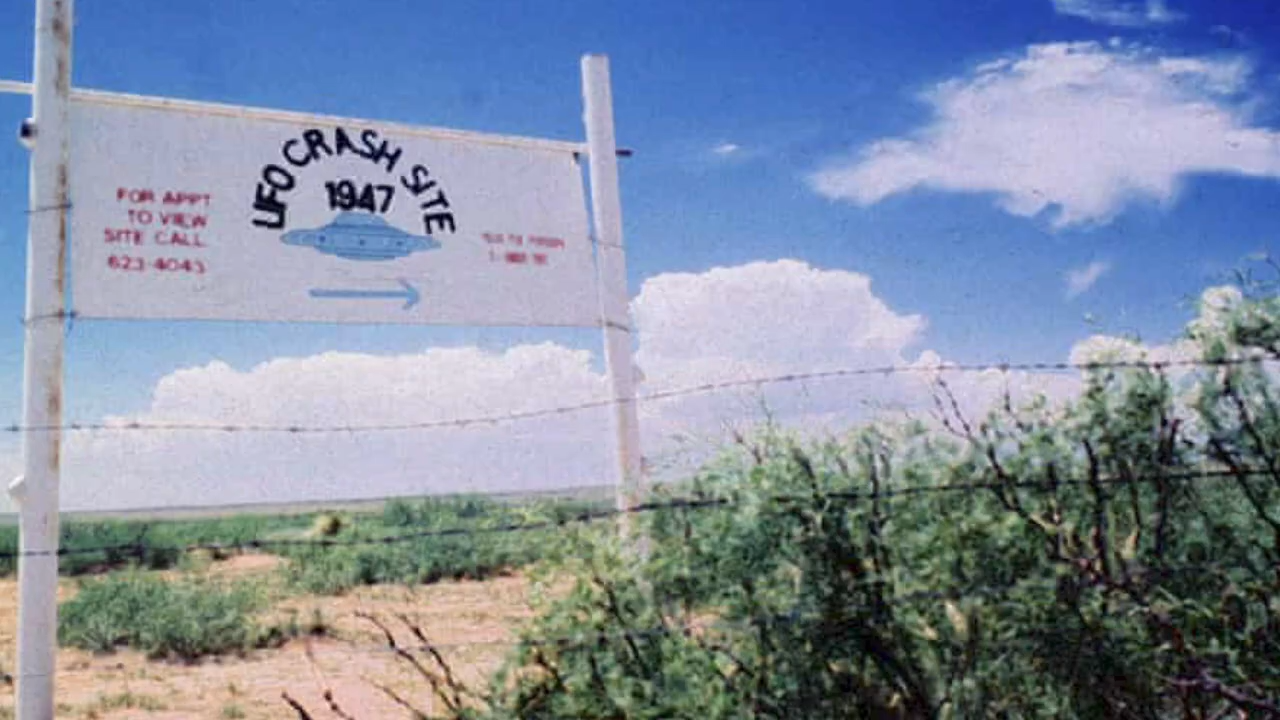 UFO CRASH SITE
1947
FOR APPT
TO VIEW
SITE CALL
623-4043